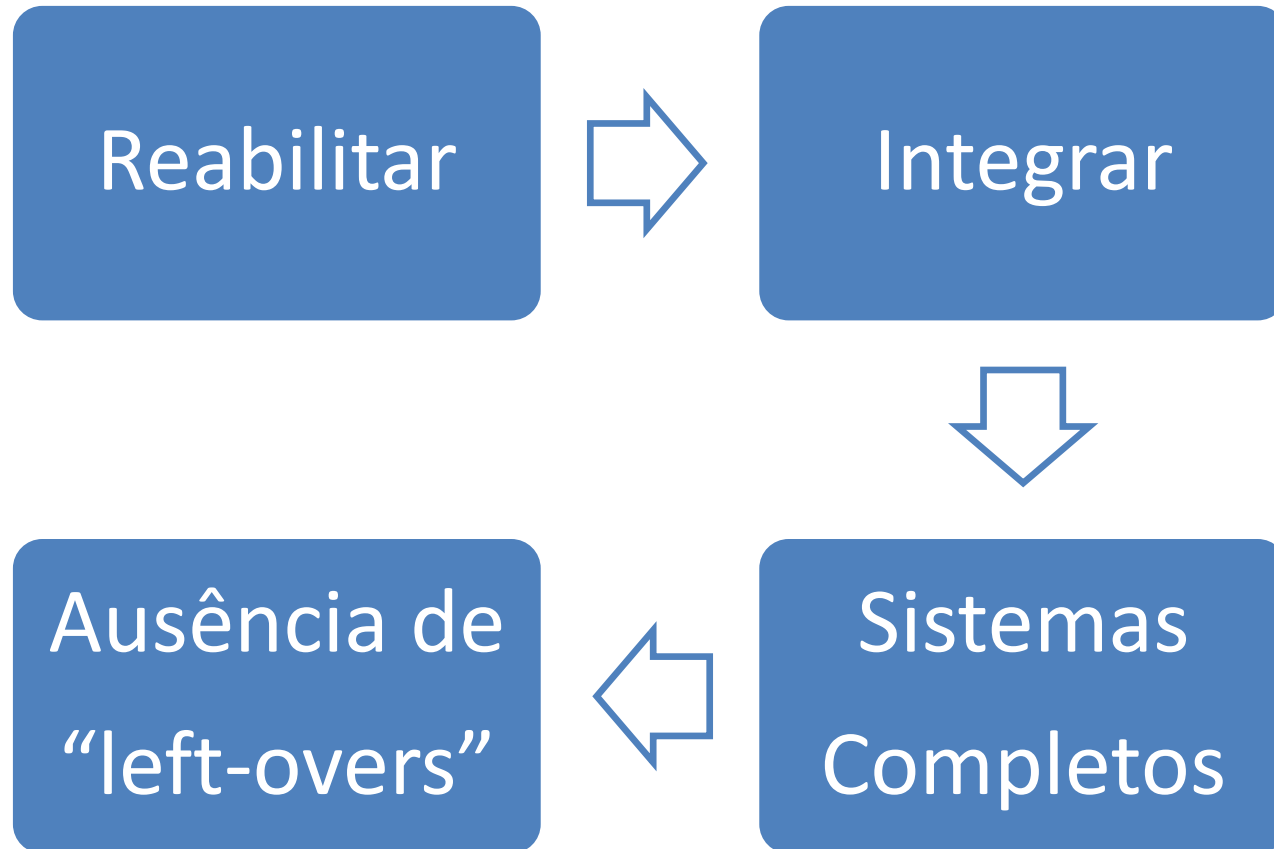 Reabilitar
Integrar
Sistemas
Completos
Ausência de
“left-overs”